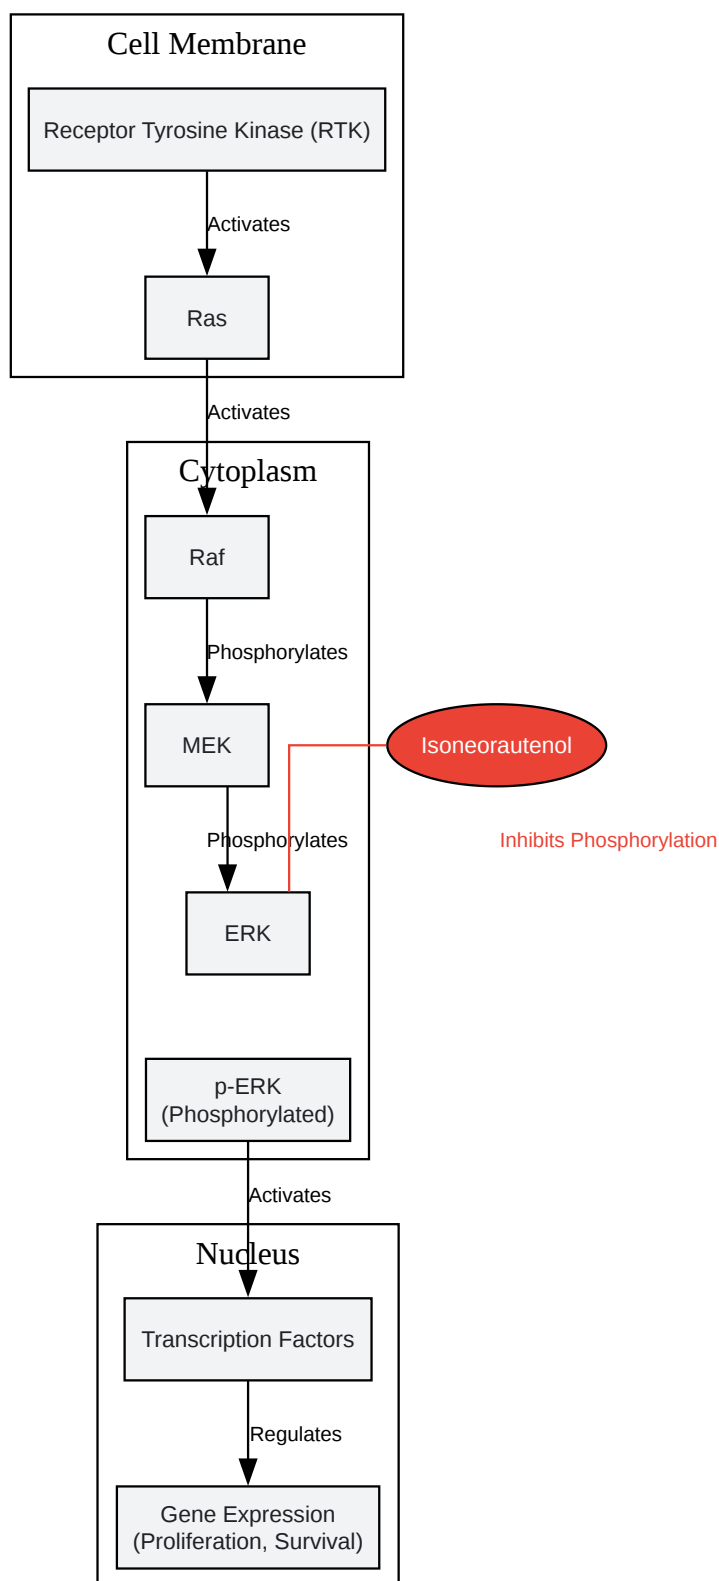 Cell Membrane
Receptor Tyrosine Kinase (RTK)
Activates
Ras
Activates
Cytoplasm
Raf
Phosphorylates
MEK
Isoneorautenol
Phosphorylates
Inhibits Phosphorylation
ERK
p-ERK
(Phosphorylated)
Activates
Nucleus
Transcription Factors
Regulates
Gene Expression
(Proliferation, Survival)